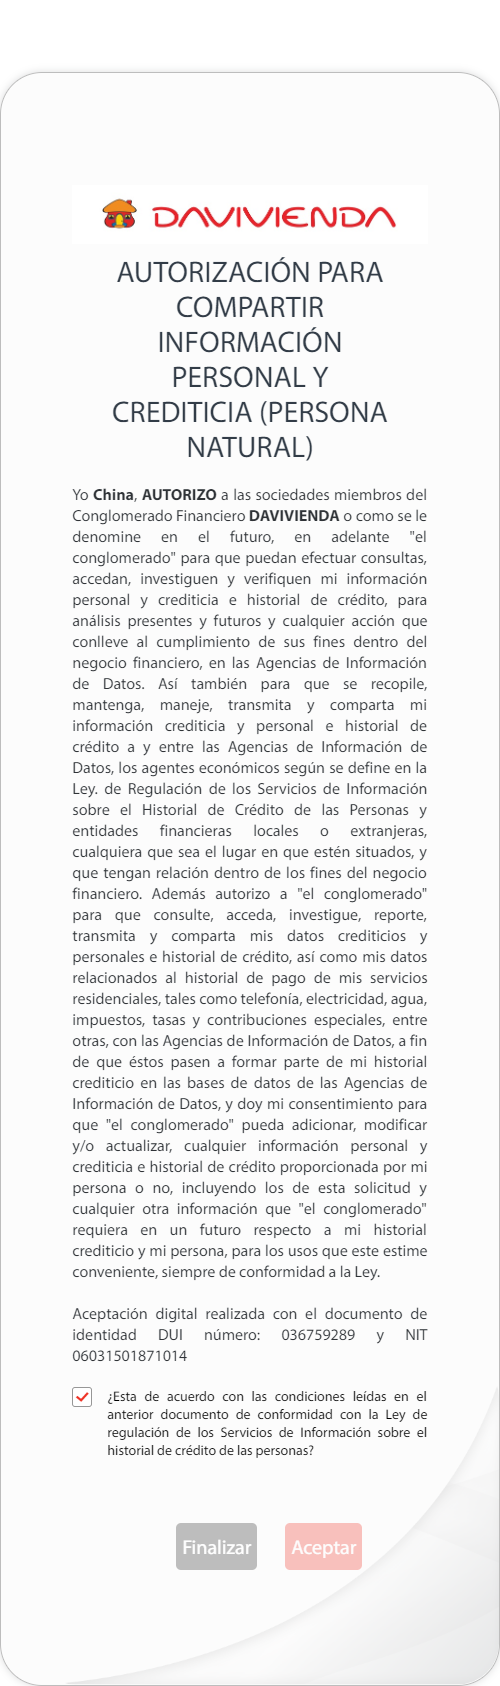 DAVIVIENDA
AUTORIZACIÓN PARA
COMPARTIR
INFORMACIÓN
PERSONAL Y
CREDITICIA (PERSONA
NATURAL)
Yo China, AUTORIZO a las sociedades miembros del
Conglomerado Financiero DAVIVIENDA o como se le
denomine en el futuro, en adelante "el
conglomerado" para que puedan efectuar consultas,
accedan, investiguen y verifiquen mi información
personal y crediticia e historial de crédito, para
análisis presentes y futuros y cualquier acción que
conlleve al cumplimiento de sus fines dentro del
negocio financiero, en las Agencias de Información
de Datos. Así también para que se recopile,
mantenga, maneje, transmita y comparta mi
información crediticia y personal e historial de
crédito a y entre las Agencias de Información de
Datos, los agentes económicos según se define en la
Ley. de Regulación de los Servicios de Información
sobre el Historial de Crédito de las Personas y
entidades financieras locales o extranjeras,
cualquiera que sea el lugar en que estén situados, y
que tengan relación dentro de los fines del negocio
financiero. Además autorizo a "el conglomerado"
para que consulte, acceda, investigue, reporte,
transmita y comparta mis datos crediticios y
personales e historial de crédito, así como mis datos
relacionados al historial de pago de mis servicios
residenciales, tales como telefonía, electricidad, agua,
impuestos, tasas y contribuciones especiales, entre
otras, con las Agencias de Información de Datos, a fin
de que éstos pasen a formar parte de mi historial
crediticio en las bases de datos de las Agencias de
Información de Datos, y doy mi consentimiento para
que "el conglomerado" pueda adicionar, modificar
y/o actualizar, cualquier información personal y
crediticia e historial de crédito proporcionada por mi
persona o no, incluyendo los de esta solicitud y
cualquier otra información que "el conglomerado"
requiera en un futuro respecto a mi historial
crediticio y mi persona, para los usos que este estime
conveniente, siempre de conformidad a la Ley.
Aceptación digital realizada con el documento de
identidad DUI número: 036759289 y NIT
06031501871014
¿Esta de acuerdo con las condiciones leídas en el
anterior documento de conformidad con la Ley de
regulación de los Servicios de Información sobre el
historial de crédito de las personas?
Finalizar Aceptar